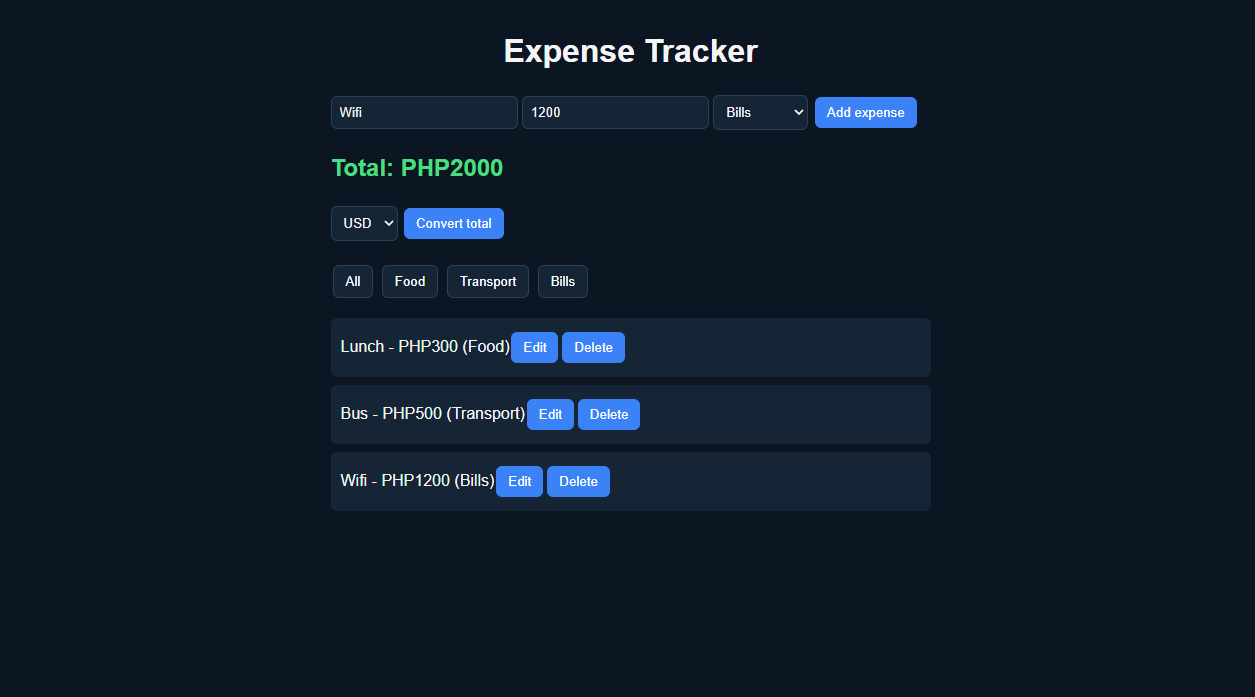 Expense Tracker
Wifi 1200 Bills Add expense
Total: PHP2000
USD Convert total
All Food Transport Bills
Lunch - PHP300 (Food) Edit Delete
Bus - PHP500 (Transport) Edit Delete
Wifi - PHP1200 (Bills) Edit Delete